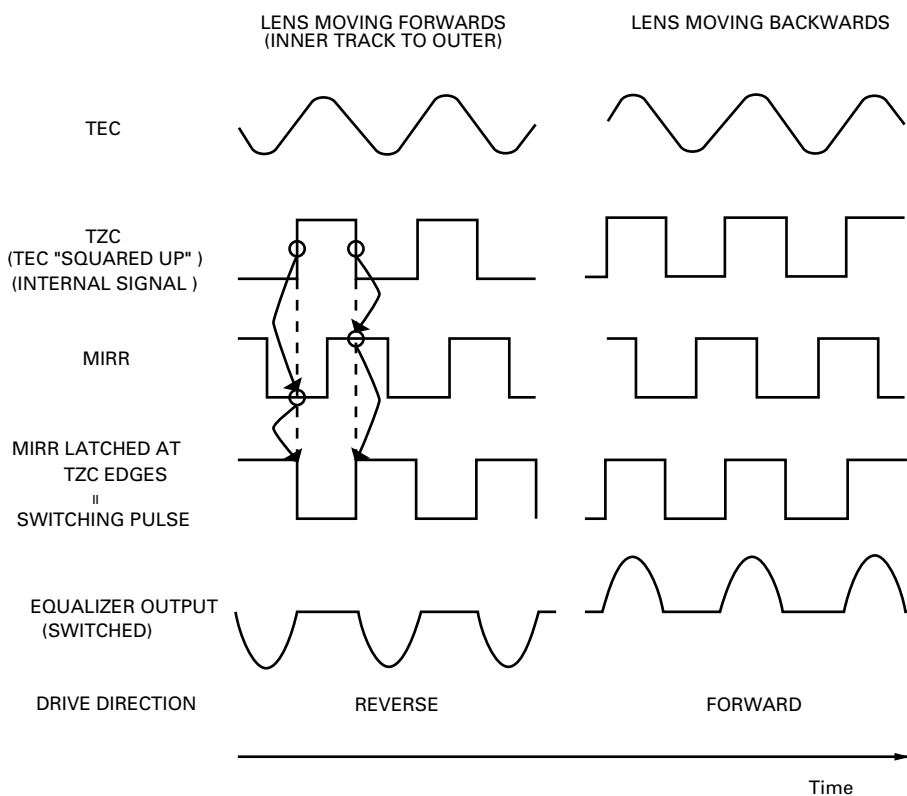 LENS MOVING FORWARDS
(INNER TRACK TO OUTER)
LENS MOVING BACKWARDS
TEC
TZC
(TEC "SQUARED UP" )
(INTERNAL SIGNAL )
MIRR
MIRR LATCHED AT
TZC EDGES
=
SWITCHING PULSE
EQUALIZER OUTPUT
(SWITCHED)
DRIVE DIRECTION
REVERSE
FORWARD
Time